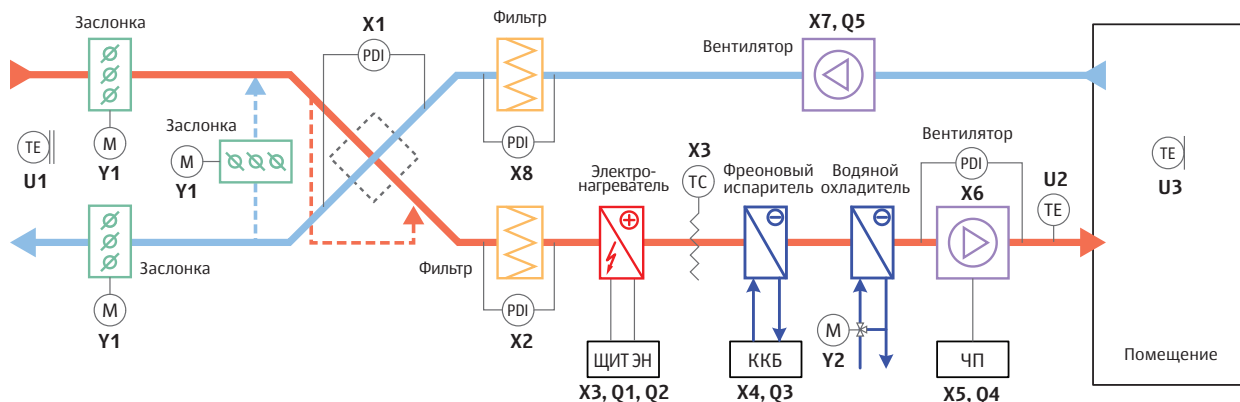 Заслонка
X1
Фильтр
X7, Q5
PDI
Вентилятор
M
Y1
TE
U1
Заслонка
M
Y1
PDI
X8
Электро-
нагреватель
X3
TC
Фреоновый
испаритель
Водяной
охладитель
Вентилятор
PDI
X6
U2
TE
TE
U3
Заслонка
M
Y1
Фильтр
PDI
X2
ЩИТ ЭН
X3, Q1, Q2
ККБ
X4, Q3
M
Y2
ЧП
X5, Q4
Помещение